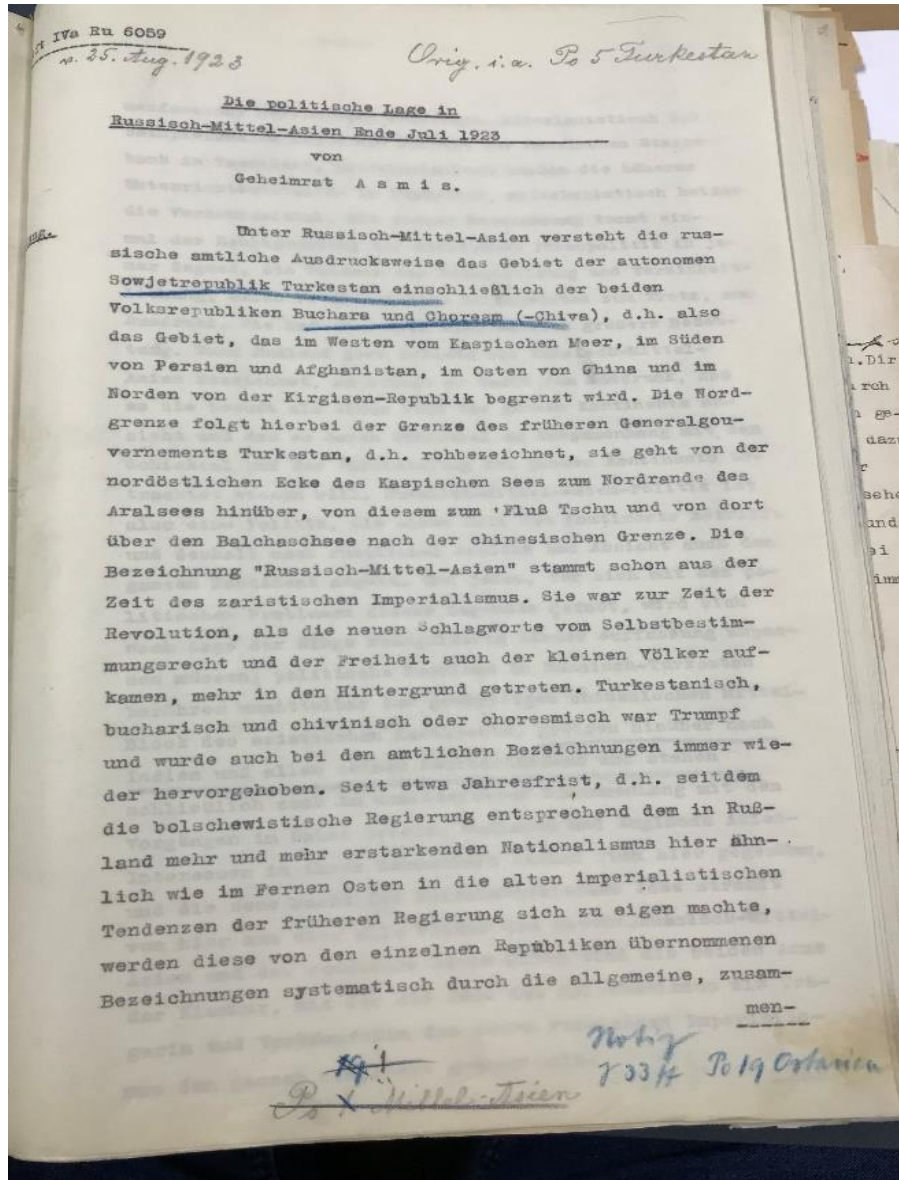 IVa Ru 6059
v. 25. Aug. 1923
Orig. i.a. Po 5 Turkestan
Die politische Lage in
Russisch-Mittel-Asien Ende Juli 1923
von
Geheimrat A s m i s.
Unter Russisch-Mittel-Asien versteht die rus-
sische amtliche Ausdrucksweise das Gebiet der autonomen
Sowjetrepublik Turkestan einschließlich der beiden
Volksrepubliken Buchara und Choresm (-Chiva), d.h. also
das Gebiet, das im Westen vom Kaspischen Meer, im Süden
von Persien und Afghanistan, im Osten von China und im
Norden von der Kirgisen-Republik begrenzt wird. Die Nord-
grenze folgt hierbei der Grenze des früheren Generalgou-
vernements Turkestan, d.h. rohbezeichnet, sie geht von der
nordöstlichen Ecke des Kaspischen Sees zum Nordrande des
Aralsees hinüber, von diesem zum Fluß Tschu und von dort
über den Balchaschsee nach der chinesischen Grenze. Die
Bezeichnung "Russisch-Mittel-Asien" stammt schon aus der
Zeit des zaristischen Imperialismus. Sie war zur Zeit der
Revolution, als die neuen Schlagworte vom Selbstbestim-
mungsrecht und der Freiheit auch der kleinen Völker auf-
kamen, mehr in den Hintergrund getreten. Turkestanisch,
bucharisch und chivinisch oder choresmisch war Trumpf
und wurde auch bei den amtlichen Bezeichnungen immer wie-
der hervorgehoben. Seit etwa Jahresfrist, d.h. seitdem
die bolschewistische Regierung entsprechend dem in Ruß-
land mehr und mehr erstarkenden Nationalismus hier ähn-
lich wie im Fernen Osten in die alten imperialistischen
Tendenzen der früheren Regierung sich zu eigen machte,
werden diese von den einzelnen Republiken übernommenen
Bezeichnungen systematisch durch die allgemeine, zusam-
men-
Notiz
Po 19 Ostasien
Po Mittel-Asien